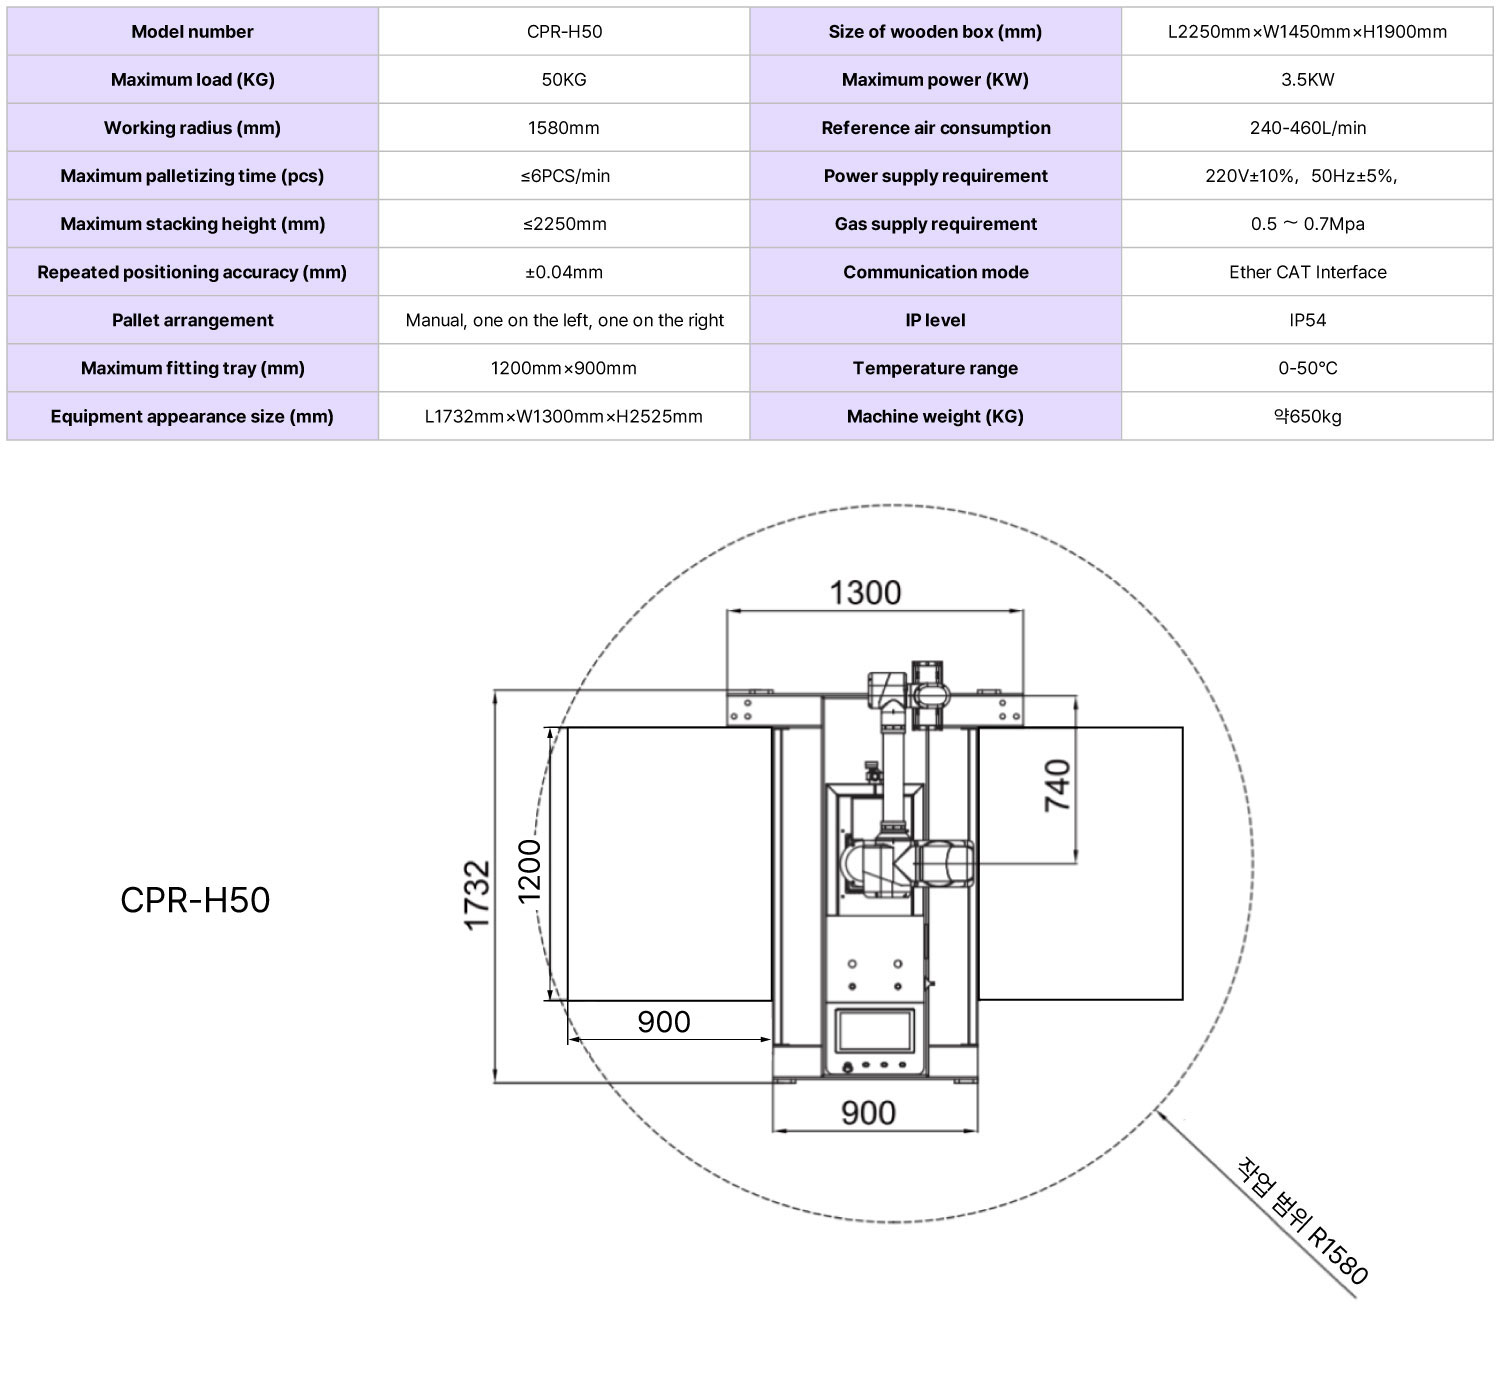 Model number CPR-H50 Size of wooden box (mm) L2250mm×W1450mm×H1900mm
Maximum load (KG) 50KG Maximum power (KW) 3.5KW
Working radius (mm) 1580mm Reference air consumption 240-460L/min
Maximum palletizing time (pcs) ≤6PCS/min Power supply requirement 220V±10%, 50Hz±5%,
Maximum stacking height (mm) ≤2250mm Gas supply requirement 0.5 ～ 0.7Mpa
Repeated positioning accuracy (mm) ±0.04mm Communication mode Ether CAT Interface
Pallet arrangement Manual, one on the left, one on the right IP level IP54
Maximum fitting tray (mm) 1200mm×900mm Temperature range 0-50℃
Equipment appearance size (mm) L1732mm×W1300mm×H2525mm Machine weight (KG) 약650kg
1300
740
1200
1732
CPR-H50
900
900
작업 범위 R1580